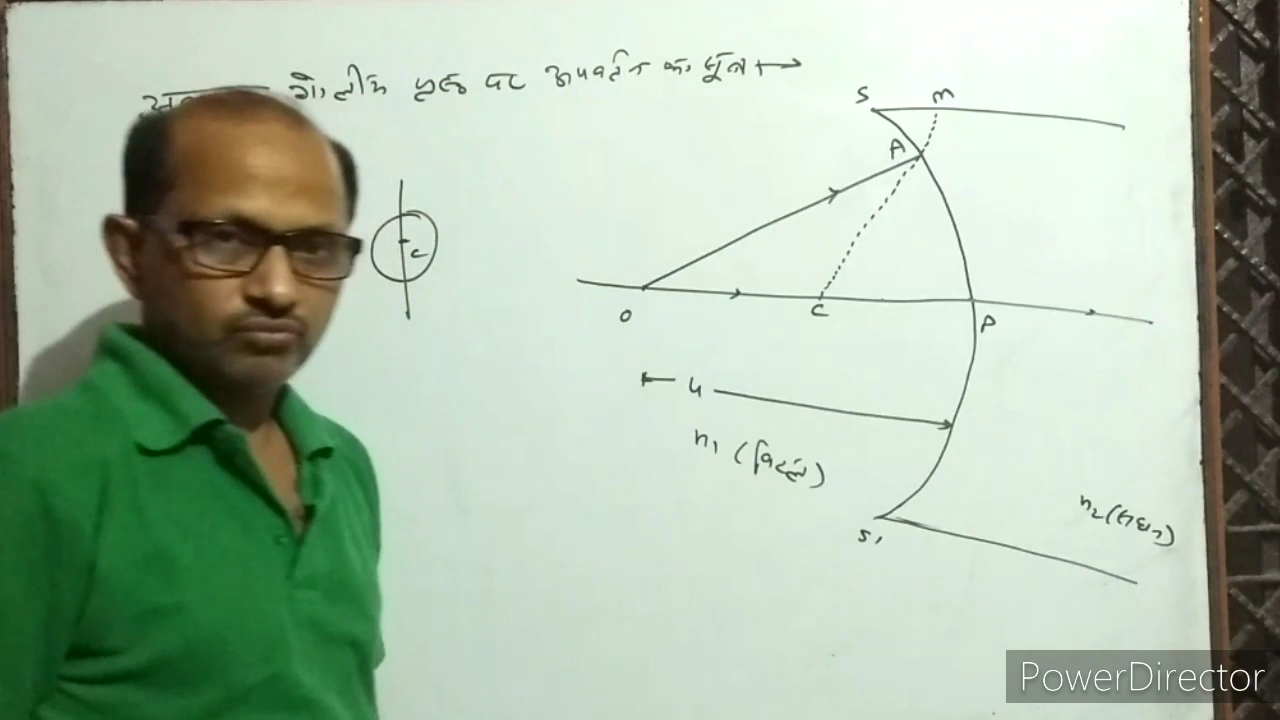 गोलीय पृष्ठ पर अपवर्तन का सूत्र →
S M
A
C
O C P
u
n₁ (विरल)
n₂ (सघन)
S₁
PowerDirector